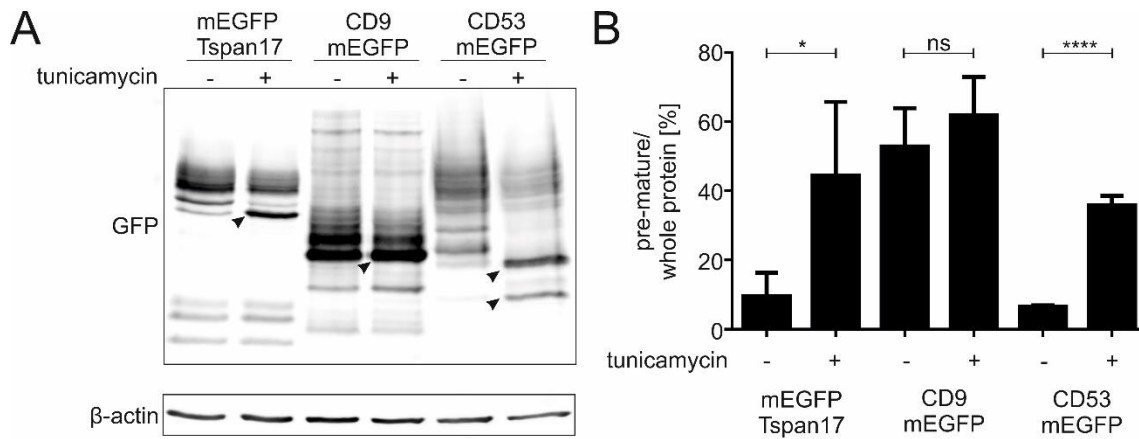 A
mEGFP CD9 CD53
Tspan17 mEGFP mEGFP
tunicamycin - + - + - +
GFP
β-actin
B
* ns ****
80
60
40
20
0
pre-mature/
whole protein [%]
tunicamycin - + - + - +
mEGFP CD9 CD53
Tspan17 mEGFP mEGFP